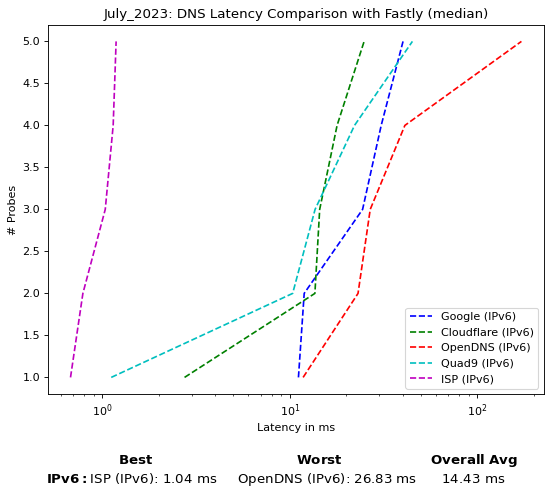 July_2023: DNS Latency Comparison with Fastly (median)
5.0
4.5
4.0
3.5
3.0
2.5
2.0
1.5
1.0
# Probes
Google (IPv6)
Cloudflare (IPv6)
OpenDNS (IPv6)
Quad9 (IPv6)
ISP (IPv6)
10⁰ 10¹ 10²
Latency in ms
Best Worst Overall Avg
IPv6: ISP (IPv6): 1.04 ms OpenDNS (IPv6): 26.83 ms 14.43 ms